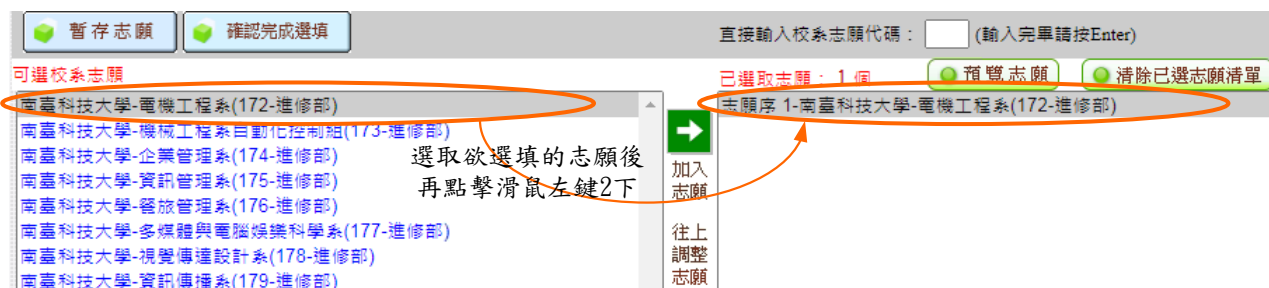 暫存志願
確認完成選填
直接輸入校系志願代碼： (輸入完畢請按Enter)
可選校系志願
已選取志願：1 個
預覽志願
清除已選志願清單
南臺科技大學-電機工程系(172-進修部)
南臺科技大學-機械工程系自動化控制組(173-進修部)
南臺科技大學-企業管理系(174-進修部)
南臺科技大學-資訊管理系(175-進修部)
南臺科技大學-餐旅管理系(176-進修部)
南臺科技大學-多媒體與電腦娛樂科學系(177-進修部)
南臺科技大學-視覺傳達設計系(178-進修部)
南臺科技大學-資訊傳播系(179-進修部)
選取欲選填的志願後
再點擊滑鼠左鍵2下
加入
志願
往上
調整
志願
志願序 1-南臺科技大學-電機工程系(172-進修部)